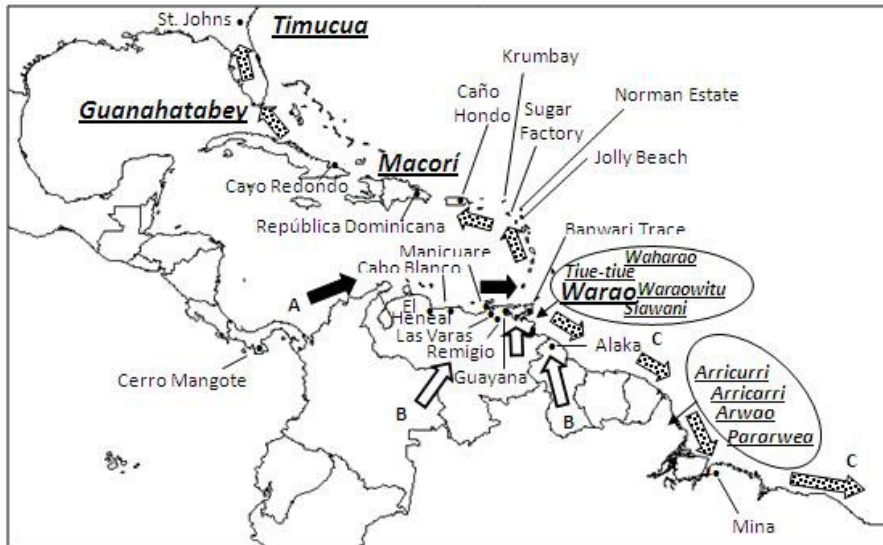 St. Johns
Timucua
Krumbay
Caño
Hondo
Sugar
Factory
Norman Estate
Guanahatabey
Macorí
Jolly Beach
Cayo Redondo
República Dominicana
Banwari Trace
Manicuare
Cabo Blanco
Waharao
Tiue-tiue
Warao
Waraowitu
Siawani
A
El
Heneal
Las Varas
Remigio
Guayana
Alaka
C
Cerro Mangote
B
B
Arricurri
Arricarri
Arwao
Pararwea
C
Mina